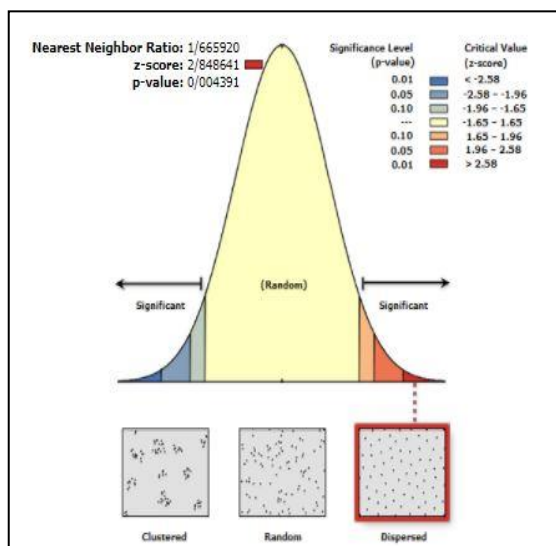 Nearest Neighbor Ratio: 1/665920
z-score: 2/848641
p-value: 0/004391
Significance Level
(p-value)
Critical Value
(z-score)
0.01 < -2.58
0.05 -2.58 – -1.96
0.10 -1.96 – -1.65
--- -1.65 – 1.65
0.10 1.65 – 1.96
0.05 1.96 – 2.58
0.01 > 2.58
(Random)
Significant
Significant
Clustered
Random
Dispersed